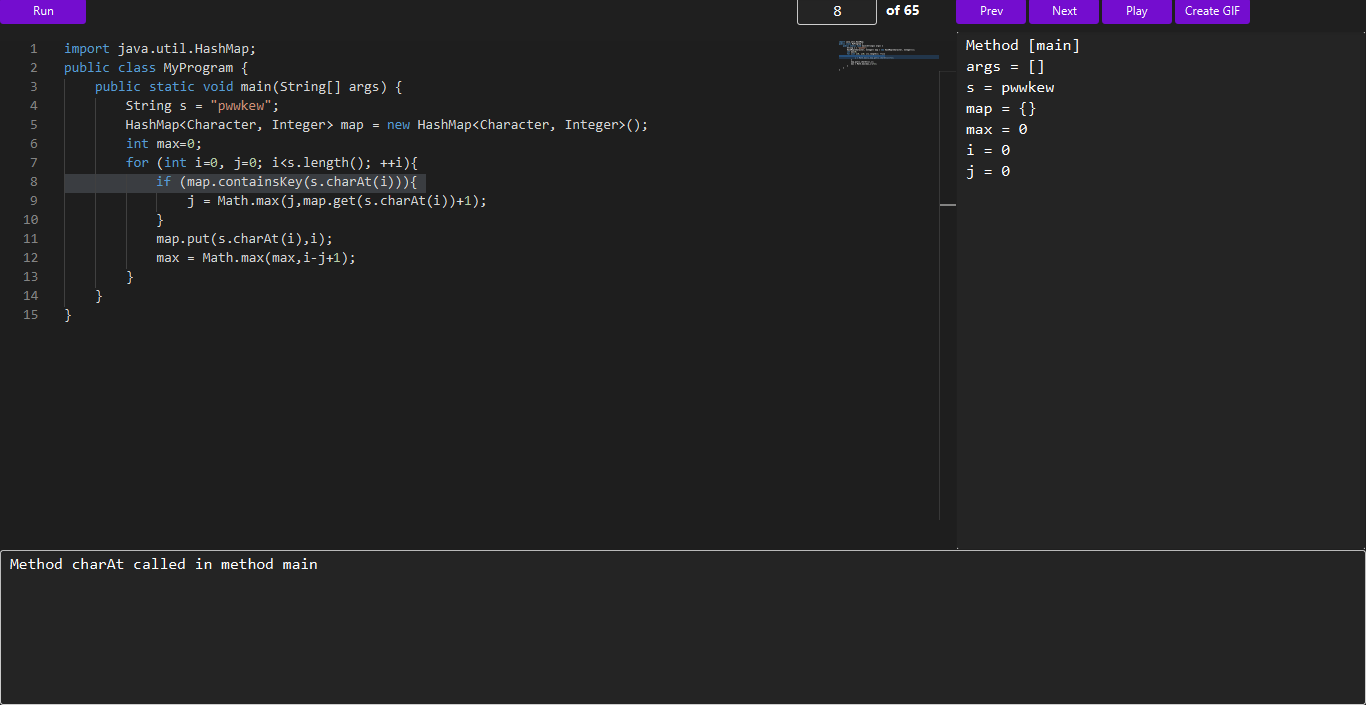 Run 8 of 65 Prev Next Play Create GIF
1 import java.util.HashMap;
2 public class MyProgram {
3 public static void main(String[] args) {
4 String s = "pwwkew";
5 HashMap<Character, Integer> map = new HashMap<Character, Integer>();
6 int max=0;
7 for (int i=0, j=0; i<s.length(); ++i){
8 if (map.containsKey(s.charAt(i))){
9 j = Math.max(j,map.get(s.charAt(i))+1);
10 }
11 map.put(s.charAt(i),i);
12 max = Math.max(max,i-j+1);
13 }
14 }
15 }
Method [main]
args = []
s = pwwkew
map = {}
max = 0
i = 0
j = 0
Method charAt called in method main